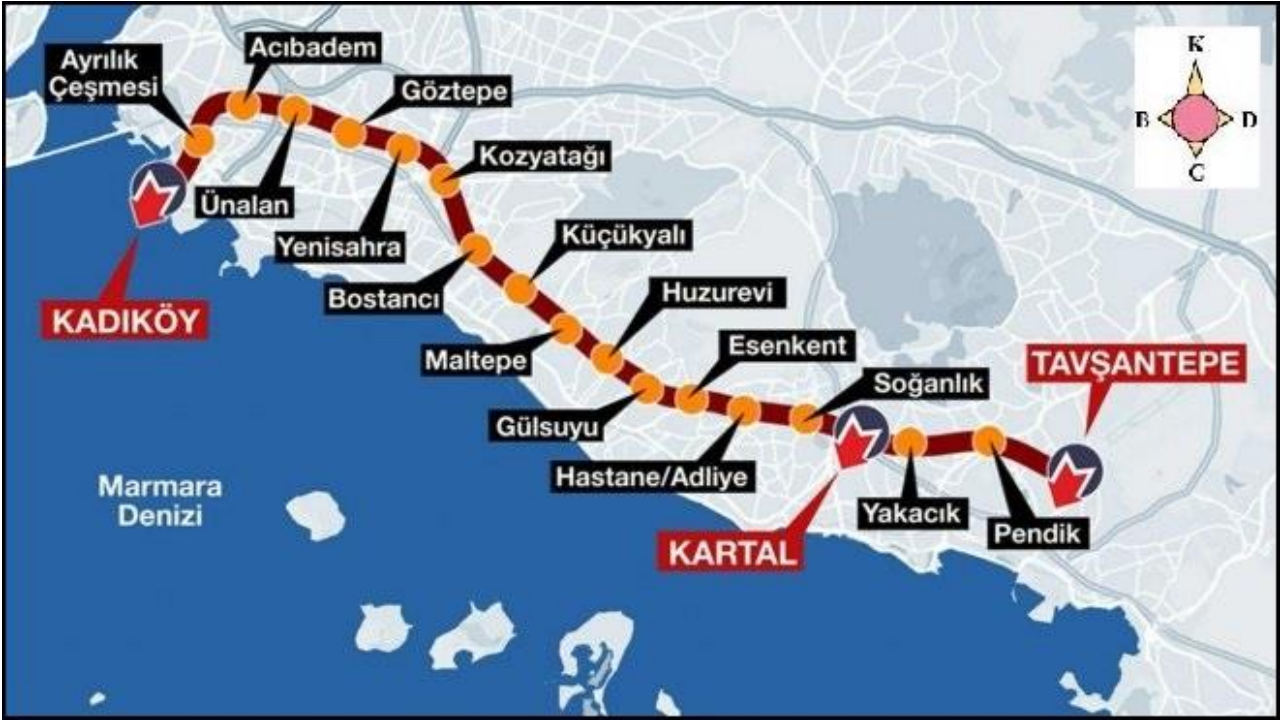 Acıbadem
Ayrılık
Çeşmesi
Göztepe
Kozyatağı
Ünalan
Yenisahra
Küçükyalı
Bostancı
Huzurevi
KADIKÖY
Maltepe
Esenkent
Soğanlık
TAVŞANTEPE
Gülsuyu
Hastane/Adliye
Marmara
Denizi
Yakacık
Pendik
KARTAL
K
B D
C